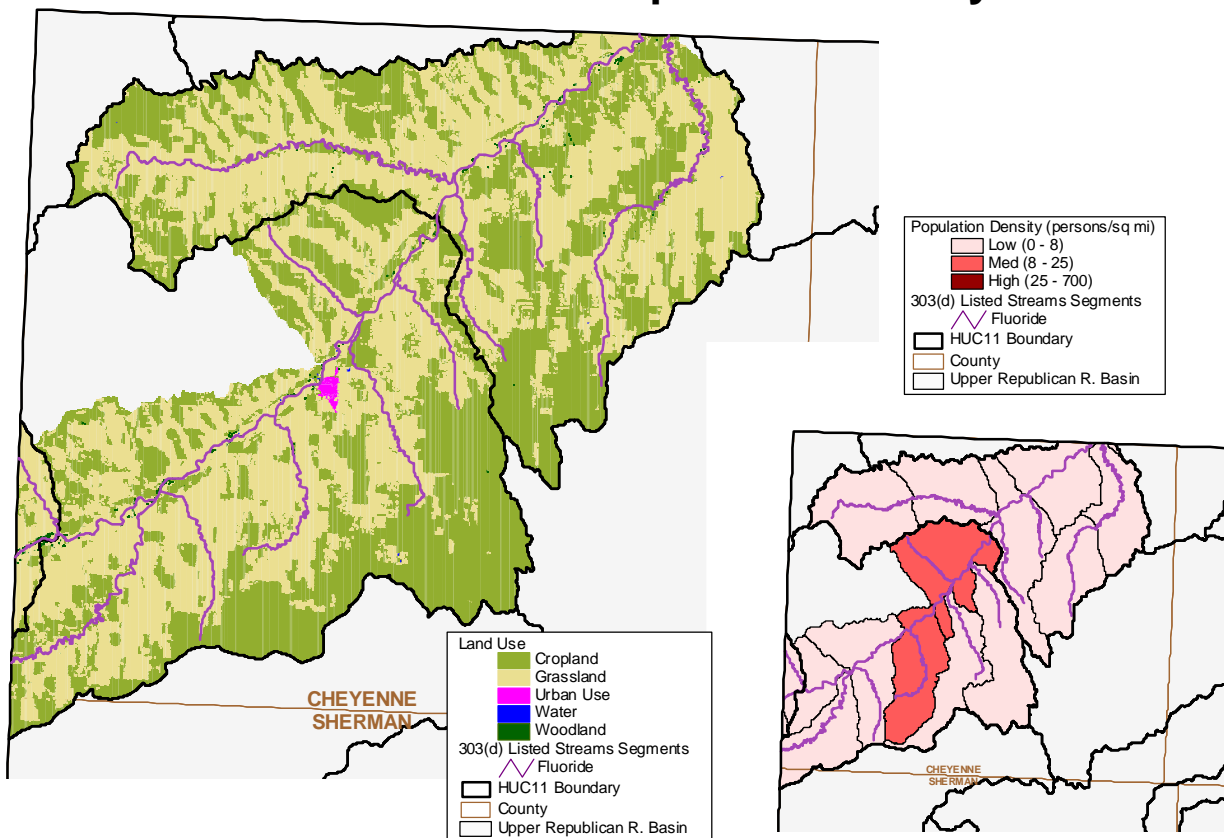 CHEYENNE
SHERMAN
Land Use
Cropland
Grassland
Urban Use
Water
Woodland
303(d) Listed Streams Segments
Fluoride
HUC11 Boundary
County
Upper Republican R. Basin
Population Density (persons/sq mi)
Low (0 - 8)
Med (8 - 25)
High (25 - 700)
303(d) Listed Streams Segments
Fluoride
HUC11 Boundary
County
Upper Republican R. Basin
CHEYENNE
SHERMAN